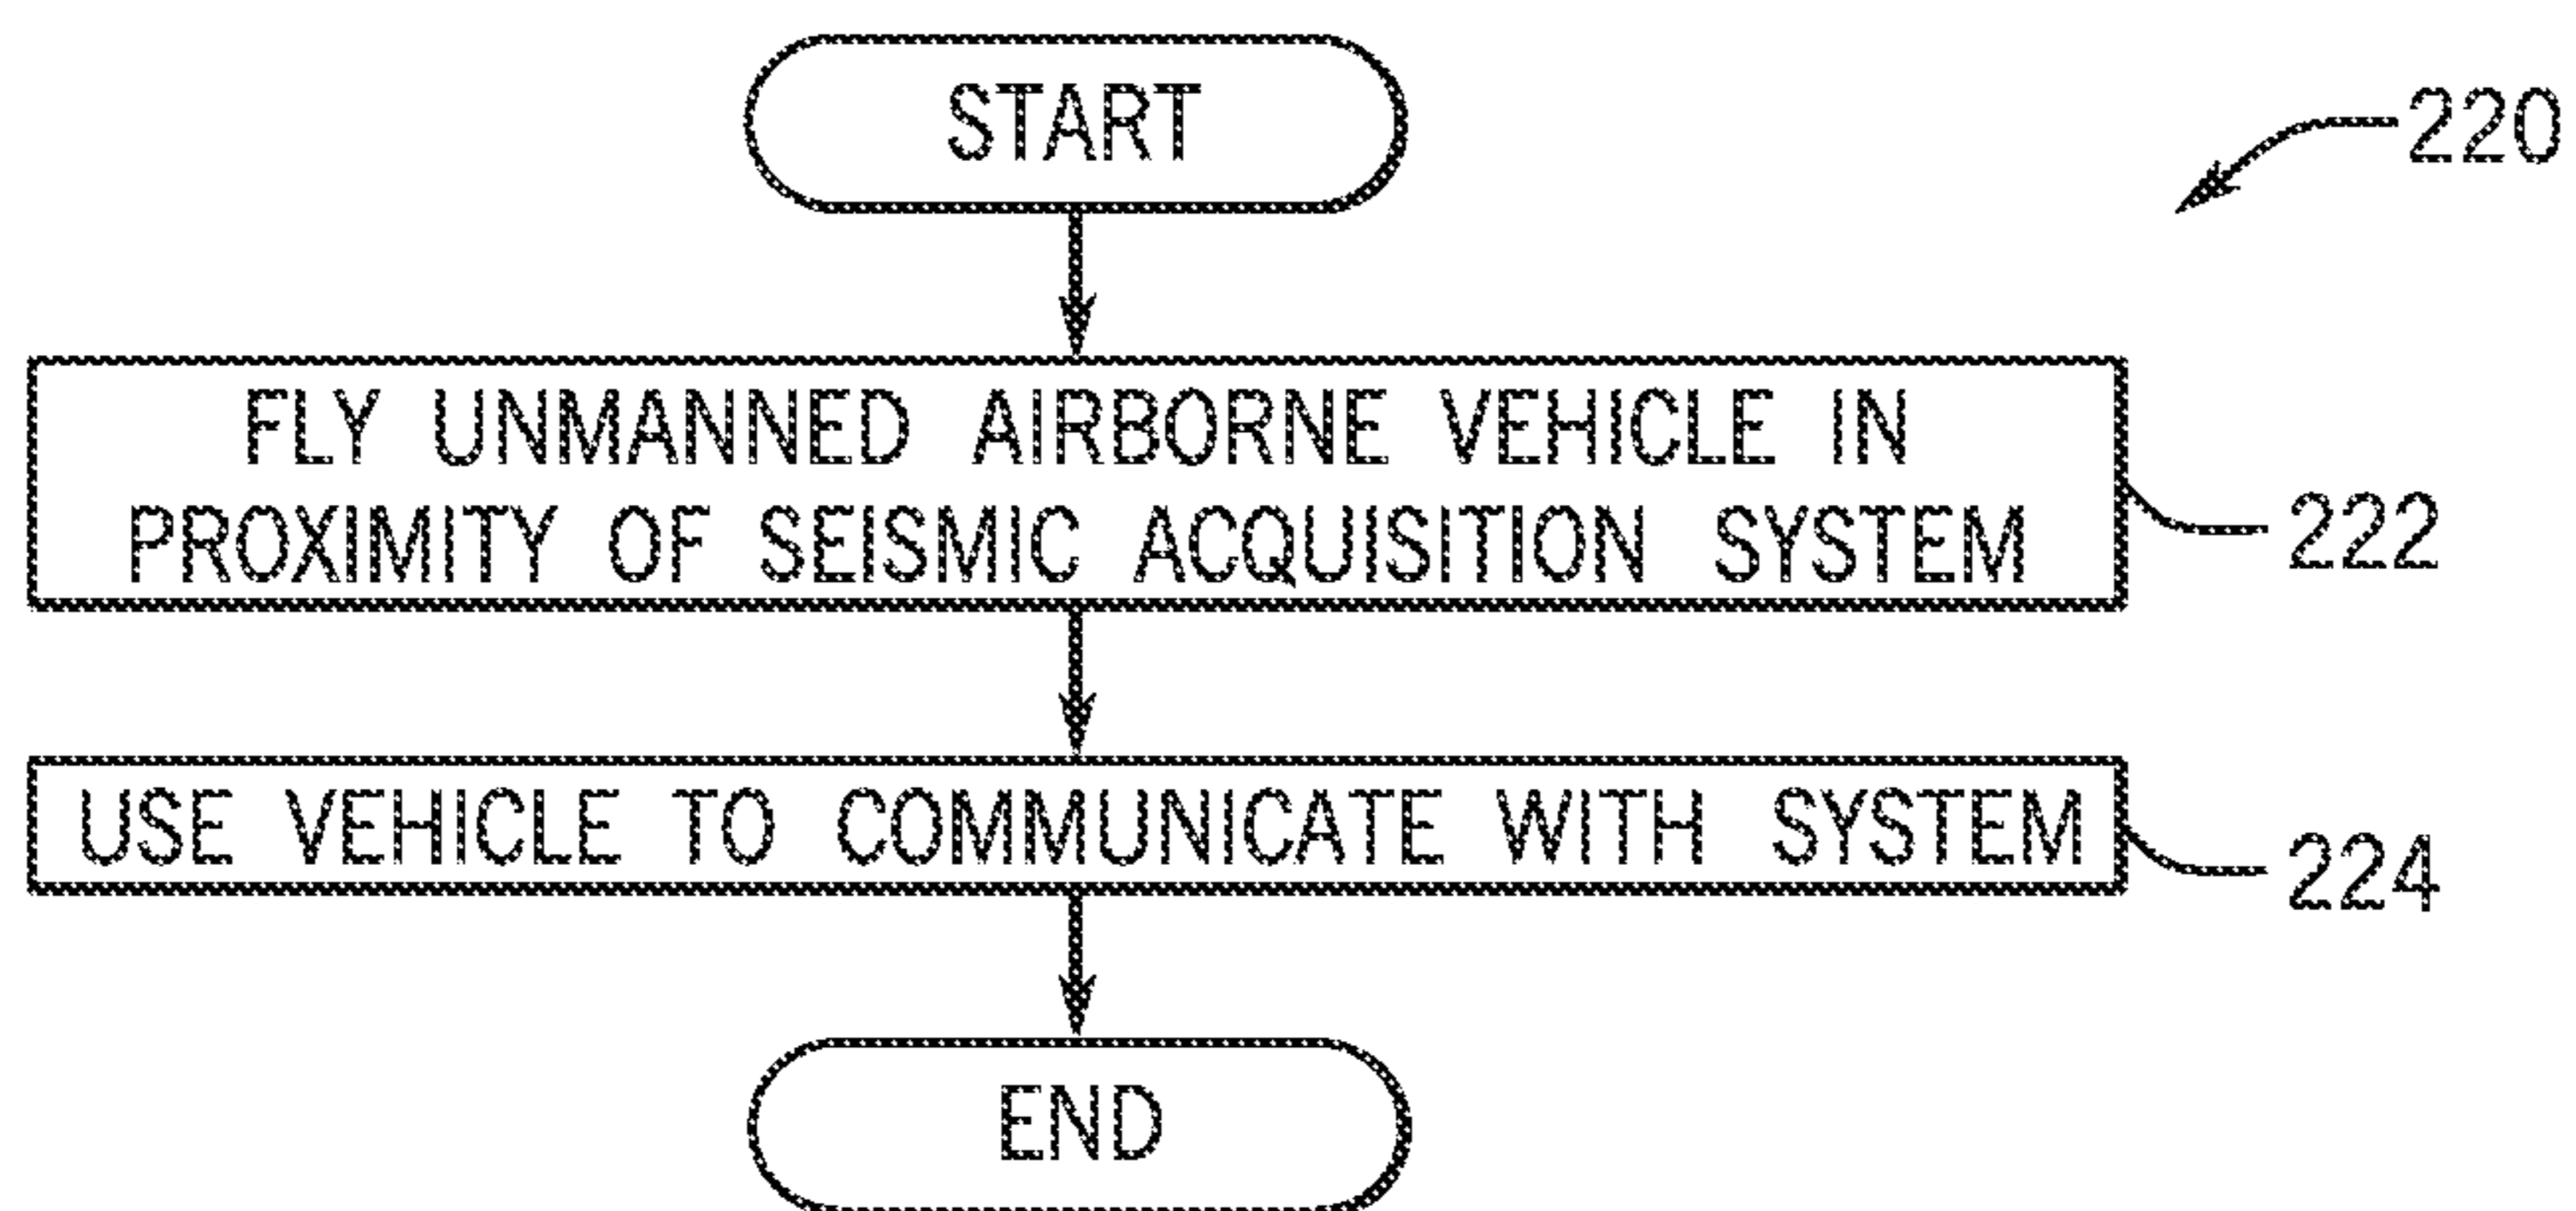 START
220
FLY UNMANNED AIRBORNE VEHICLE IN
PROXIMITY OF SEISMIC ACQUISITION SYSTEM
222
USE VEHICLE TO COMMUNICATE WITH SYSTEM
224
END